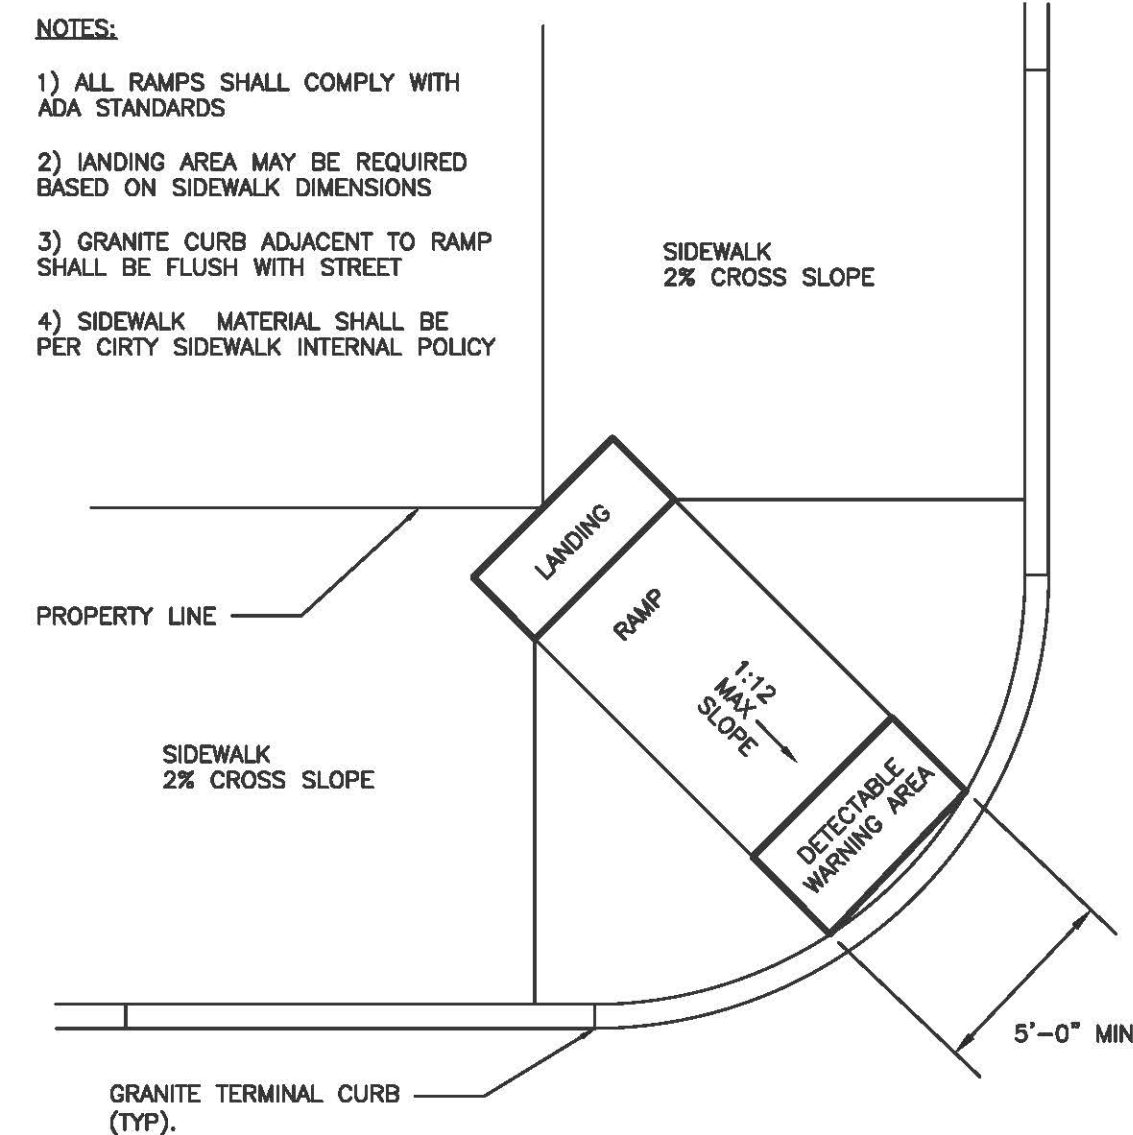 NOTES:
1) ALL RAMPS SHALL COMPLY WITH
ADA STANDARDS
2) IANDING AREA MAY BE REQUIRED
BASED ON SIDEWALK DIMENSIONS
3) GRANITE CURB ADJACENT TO RAMP
SHALL BE FLUSH WITH STREET
4) SIDEWALK MATERIAL SHALL BE
PER CIRTY SIDEWALK INTERNAL POLICY
SIDEWALK
2% CROSS SLOPE
LANDING
RAMP
PROPERTY LINE
1:12
MAX
SLOPE
SIDEWALK
2% CROSS SLOPE
DETECTABLE
WARNING AREA
5'-0" MIN
GRANITE TERMINAL CURB
(TYP).